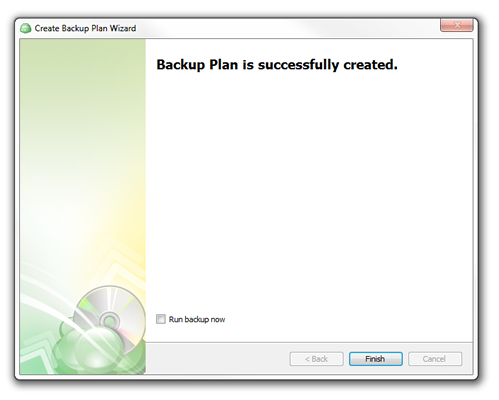 Create Backup Plan Wizard
Backup Plan is successfully created.
Run backup now
< Back
Finish
Cancel